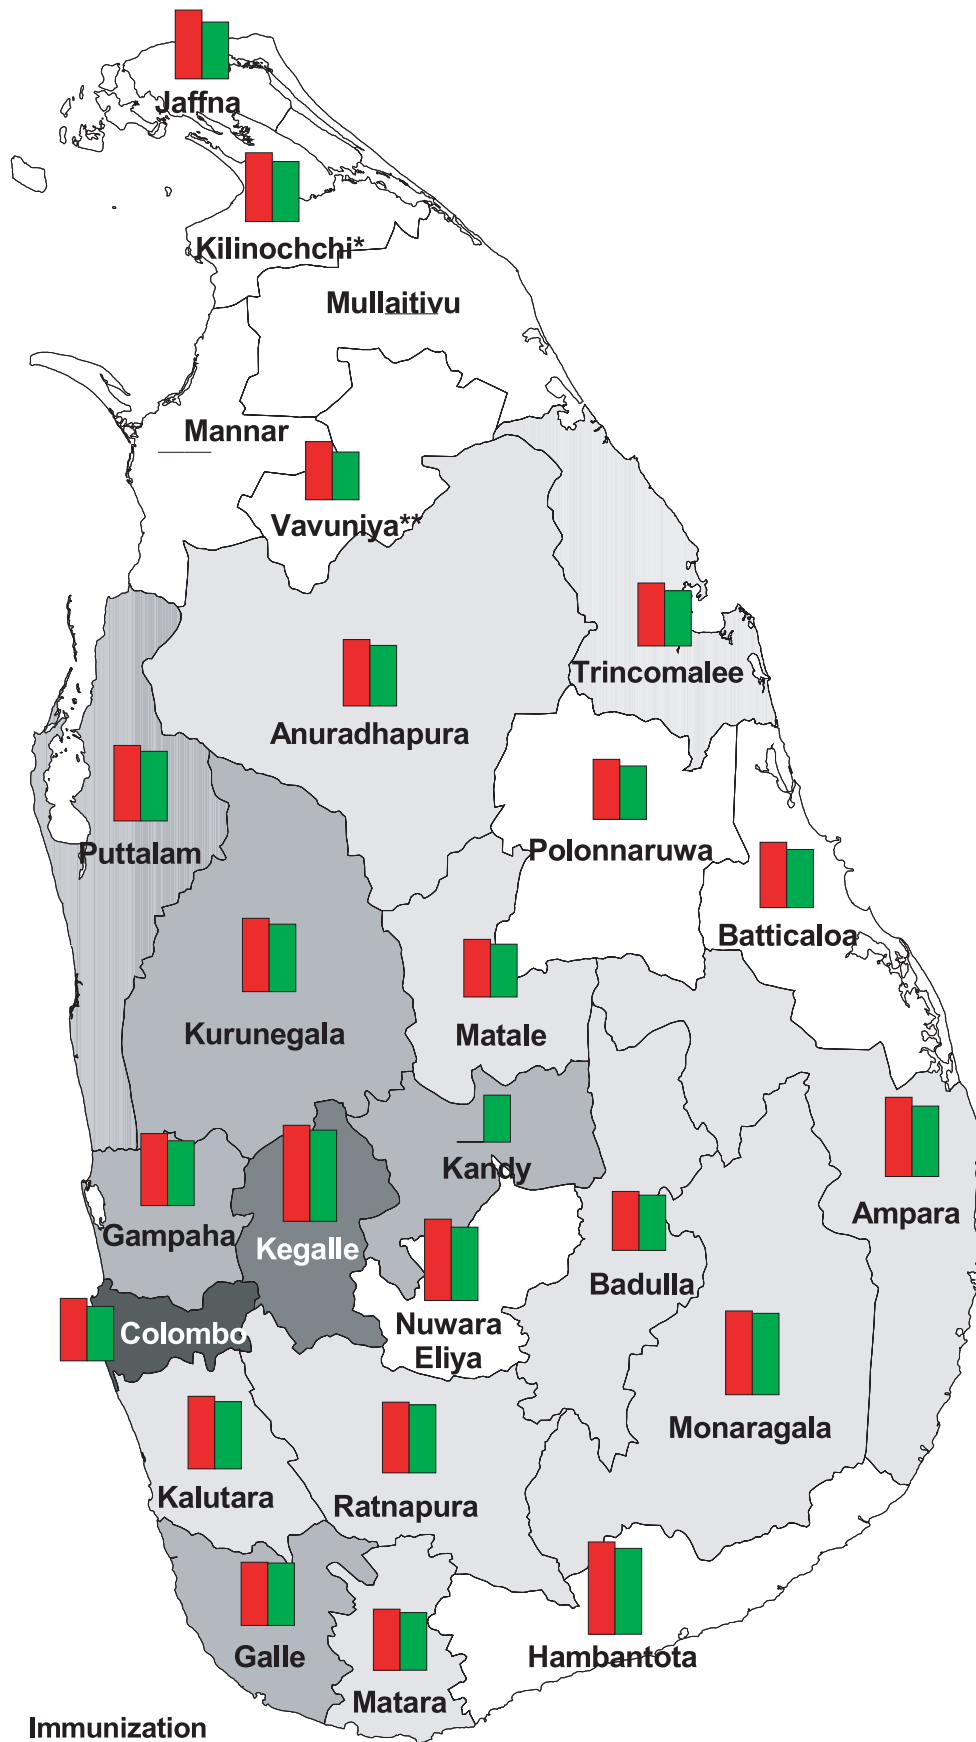 Jaffna
Kilinochchi*
Mullaitivu
Mannar
Vavuniya**
Trincomalee
Anuradhapura
Puttalam
Polonnaruwa
Batticaloa
Kurunegala
Matale
Kandy
Ampara
Gampaha
Kegalle
Badulla
Colombo
Nuwara
Eliya
Monaragala
Kalutara
Ratnapura
Galle
Hambantota
Matara
Immunization